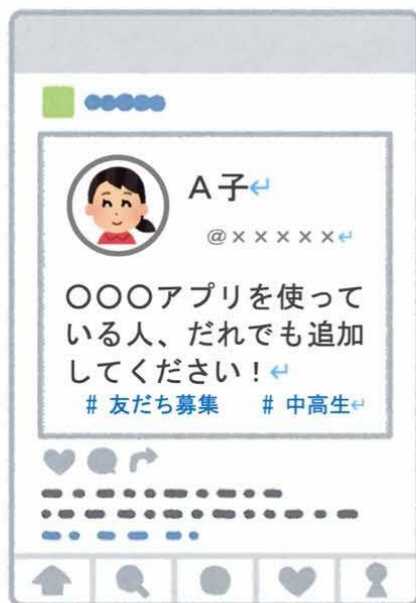 A子
@×××××
〇〇〇アプリを使って
いる人、だれでも追加
してください！
# 友だち募集 # 中高生